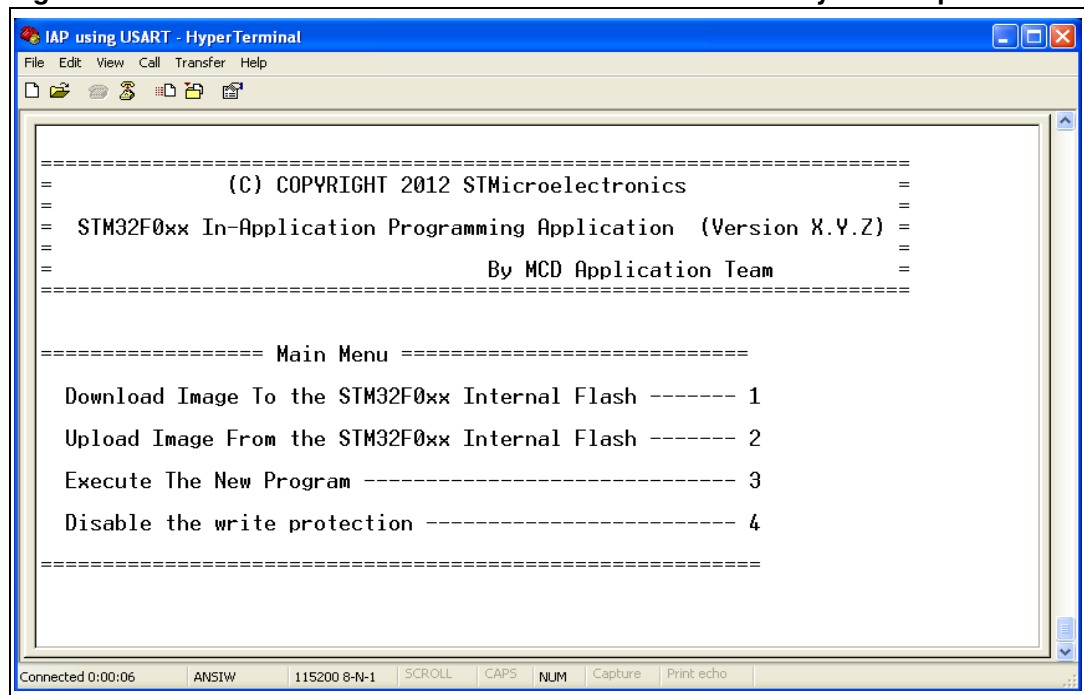 IAP using USART - HyperTerminal
File Edit View Call Transfer Help
======================================================================
= (C) COPYRIGHT 2012 STMicroelectronics =
= =
= STM32F0xx In-Application Programming Application (Version X.Y.Z) =
= =
= By MCD Application Team =
======================================================================
================== Main Menu ============================
Download Image To the STM32F0xx Internal Flash ------- 1
Upload Image From the STM32F0xx Internal Flash ------- 2
Execute The New Program ------------------------------ 3
Disable the write protection ------------------------- 4
==========================================================
Connected 0:00:06 ANSIW 115200 8-N-1 SCROLL CAPS NUM Capture Print echo